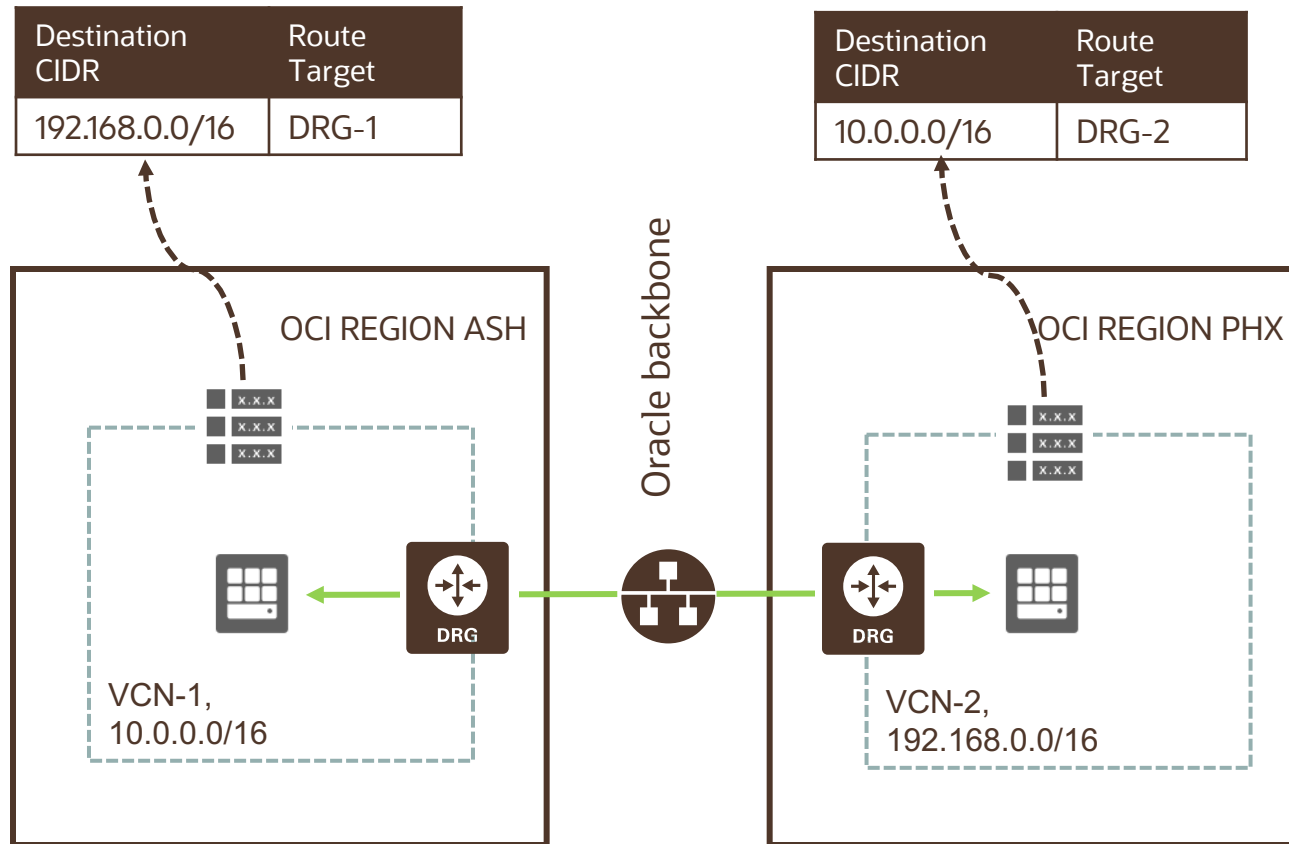 Destination
CIDR
Route
Target
192.168.0.0/16
DRG-1
Destination
CIDR
Route
Target
10.0.0.0/16
DRG-2
OCI REGION ASH
x.x.x
x.x.x
x.x.x
DRG
VCN-1,
10.0.0.0/16
Oracle backbone
OCI REGION PHX
x.x.x
x.x.x
x.x.x
DRG
VCN-2,
192.168.0.0/16